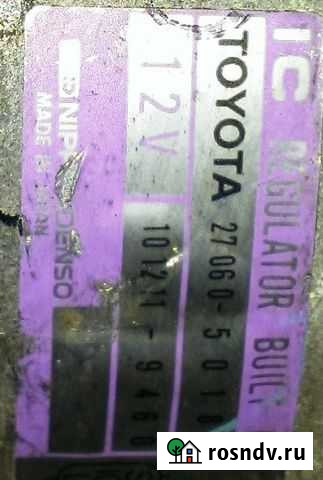 IC REGULATOR BUILT
TOYOTA 27060-5010
12V 101211-9460
NIPPONDENSO
MADE IN JAPAN
rosndv.ru